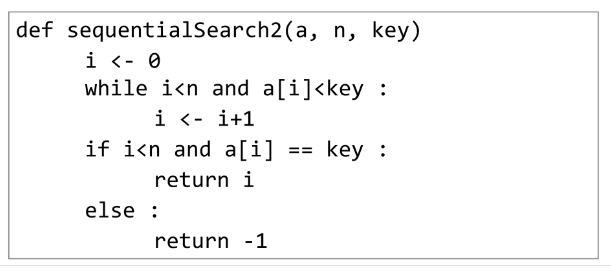 def sequentialSearch2(a, n, key)
i <- 0
while i<n and a[i]<key :
i <- i+1
if i<n and a[i] == key :
return i
else :
return -1